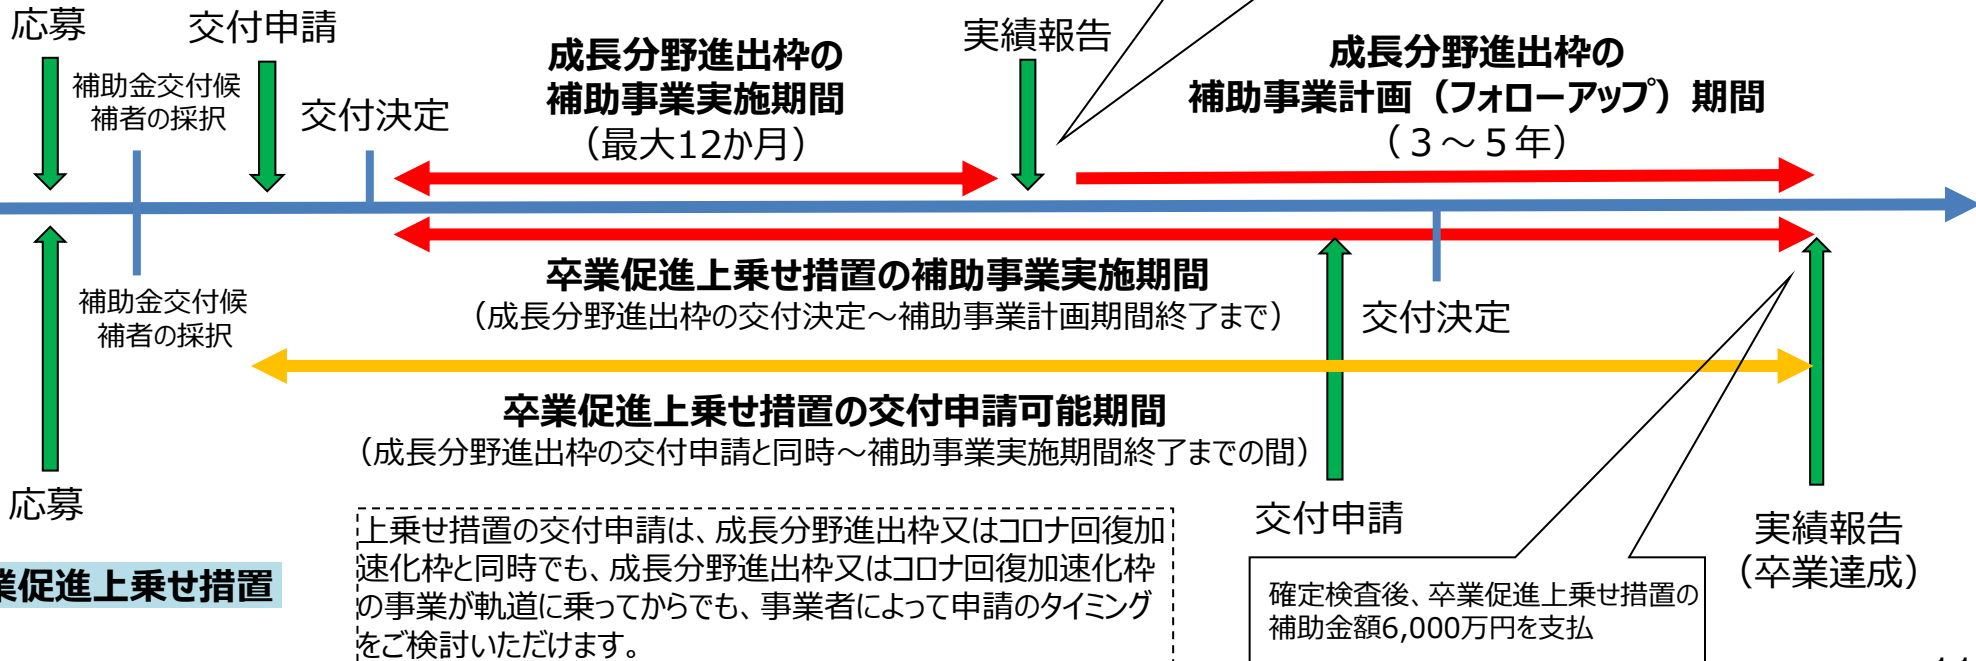 応募
交付申請
補助金交付候
補者の採択
交付決定
成長分野進出枠の
補助事業実施期間
（最大12か月）
実績報告
成長分野進出枠の
補助事業計画（フォローアップ）期間
（３～５年）
補助金交付候
補者の採択
卒業促進上乗せ措置の補助事業実施期間
（成長分野進出枠の交付決定～補助事業計画期間終了まで）
交付決定
卒業促進上乗せ措置の交付申請可能期間
（成長分野進出枠の交付申請と同時～補助事業実施期間終了までの間）
応募
交付申請
実績報告
（卒業達成）
業促進上乗せ措置
上乗せ措置の交付申請は、成長分野進出枠又はコロナ回復加
速化枠と同時でも、成長分野進出枠又はコロナ回復加速化枠
の事業が軌道に乗ってからでも、事業者によって申請のタイミング
をご検討いただけます。
確定検査後、卒業促進上乗せ措置の
補助金額6,000万円を支払